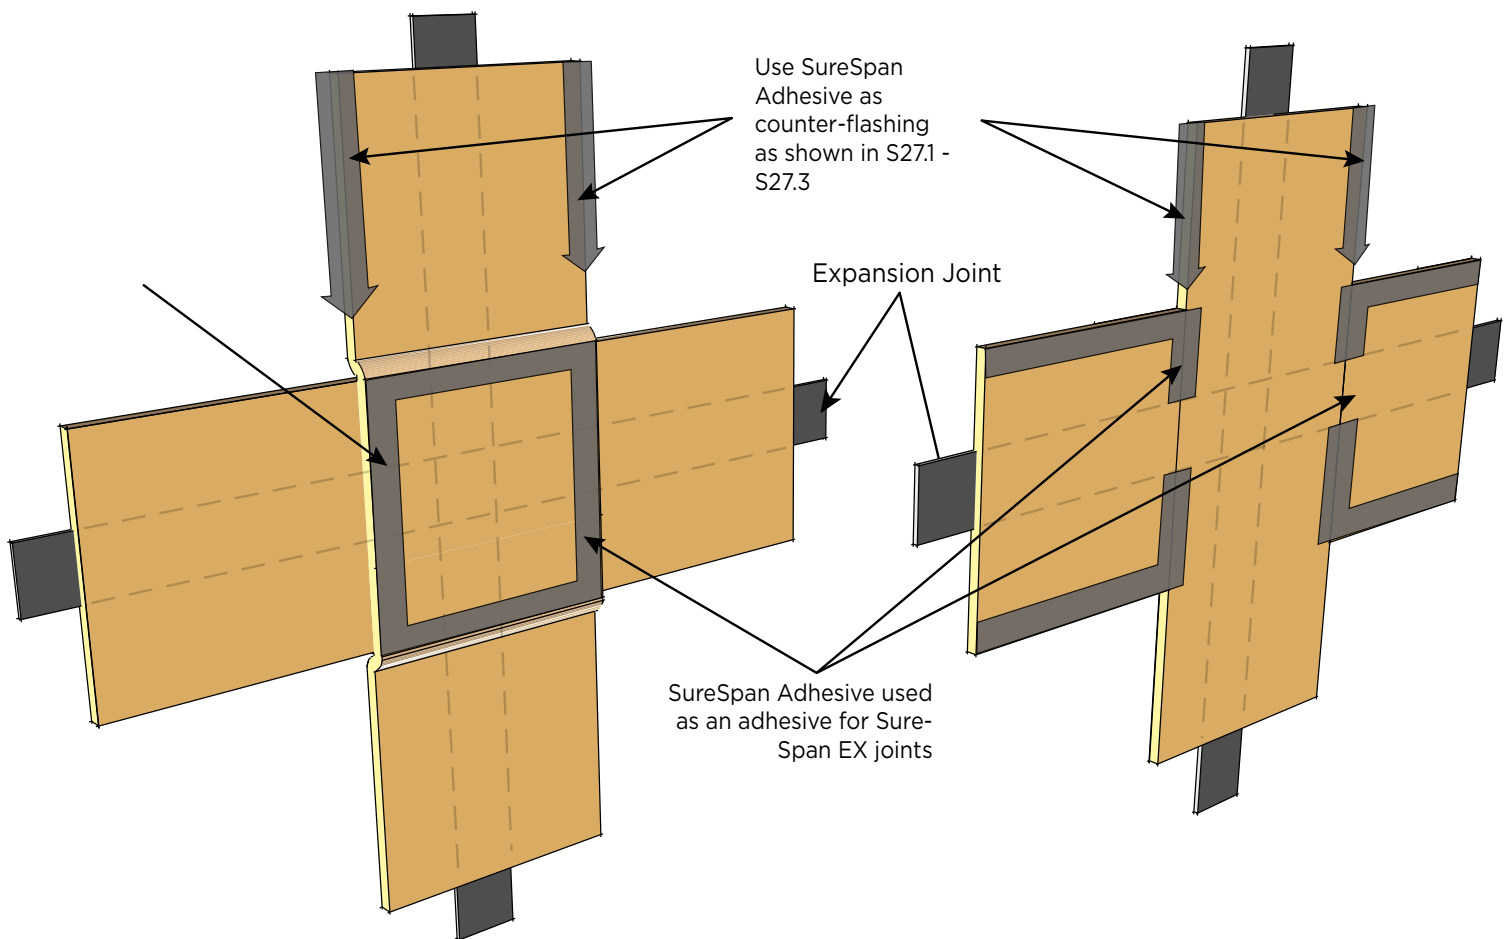 Use SureSpan
Adhesive as
counter-flashing
as shown in S27.1 -
S27.3
Expansion Joint
SureSpan Adhesive used
as an adhesive for Sure-
Span EX joints